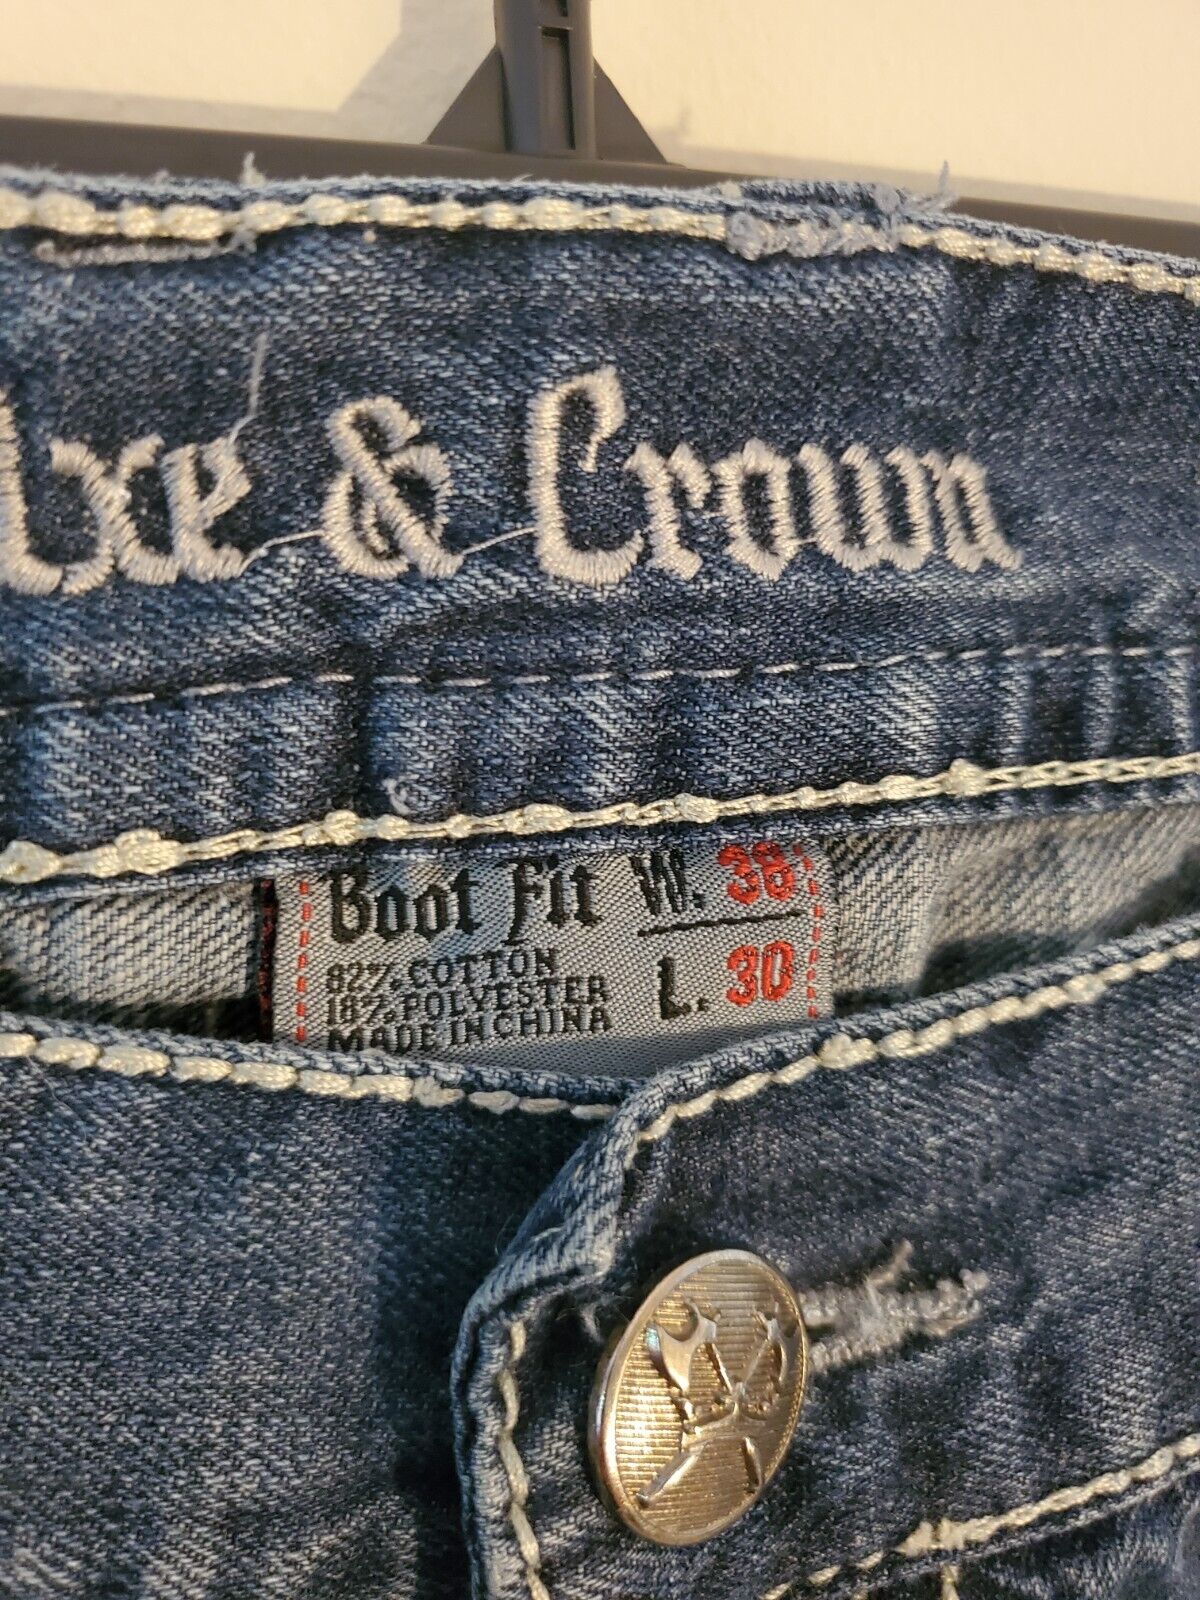 Axe & Crown
Boot Fit W. 38
L. 30
82% COTTON
18% POLYESTER
MADE IN CHINA